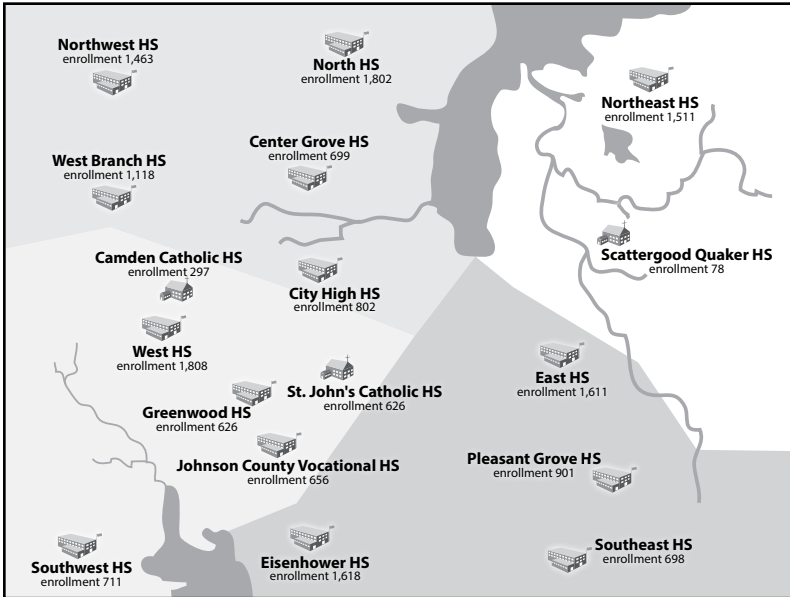 Northwest HS
enrollment 1,463
North HS
enrollment 1,802
Northeast HS
enrollment 1,511
Center Grove HS
enrollment 699
West Branch HS
enrollment 1,118
Scattergood Quaker HS
enrollment 78
Camden Catholic HS
enrollment 297
City High HS
enrollment 802
West HS
enrollment 1,808
East HS
enrollment 1,611
St. John's Catholic HS
enrollment 626
Greenwood HS
enrollment 626
Johnson County Vocational HS
enrollment 656
Pleasant Grove HS
enrollment 901
Southwest HS
enrollment 711
Eisenhower HS
enrollment 1,618
Southeast HS
enrollment 698